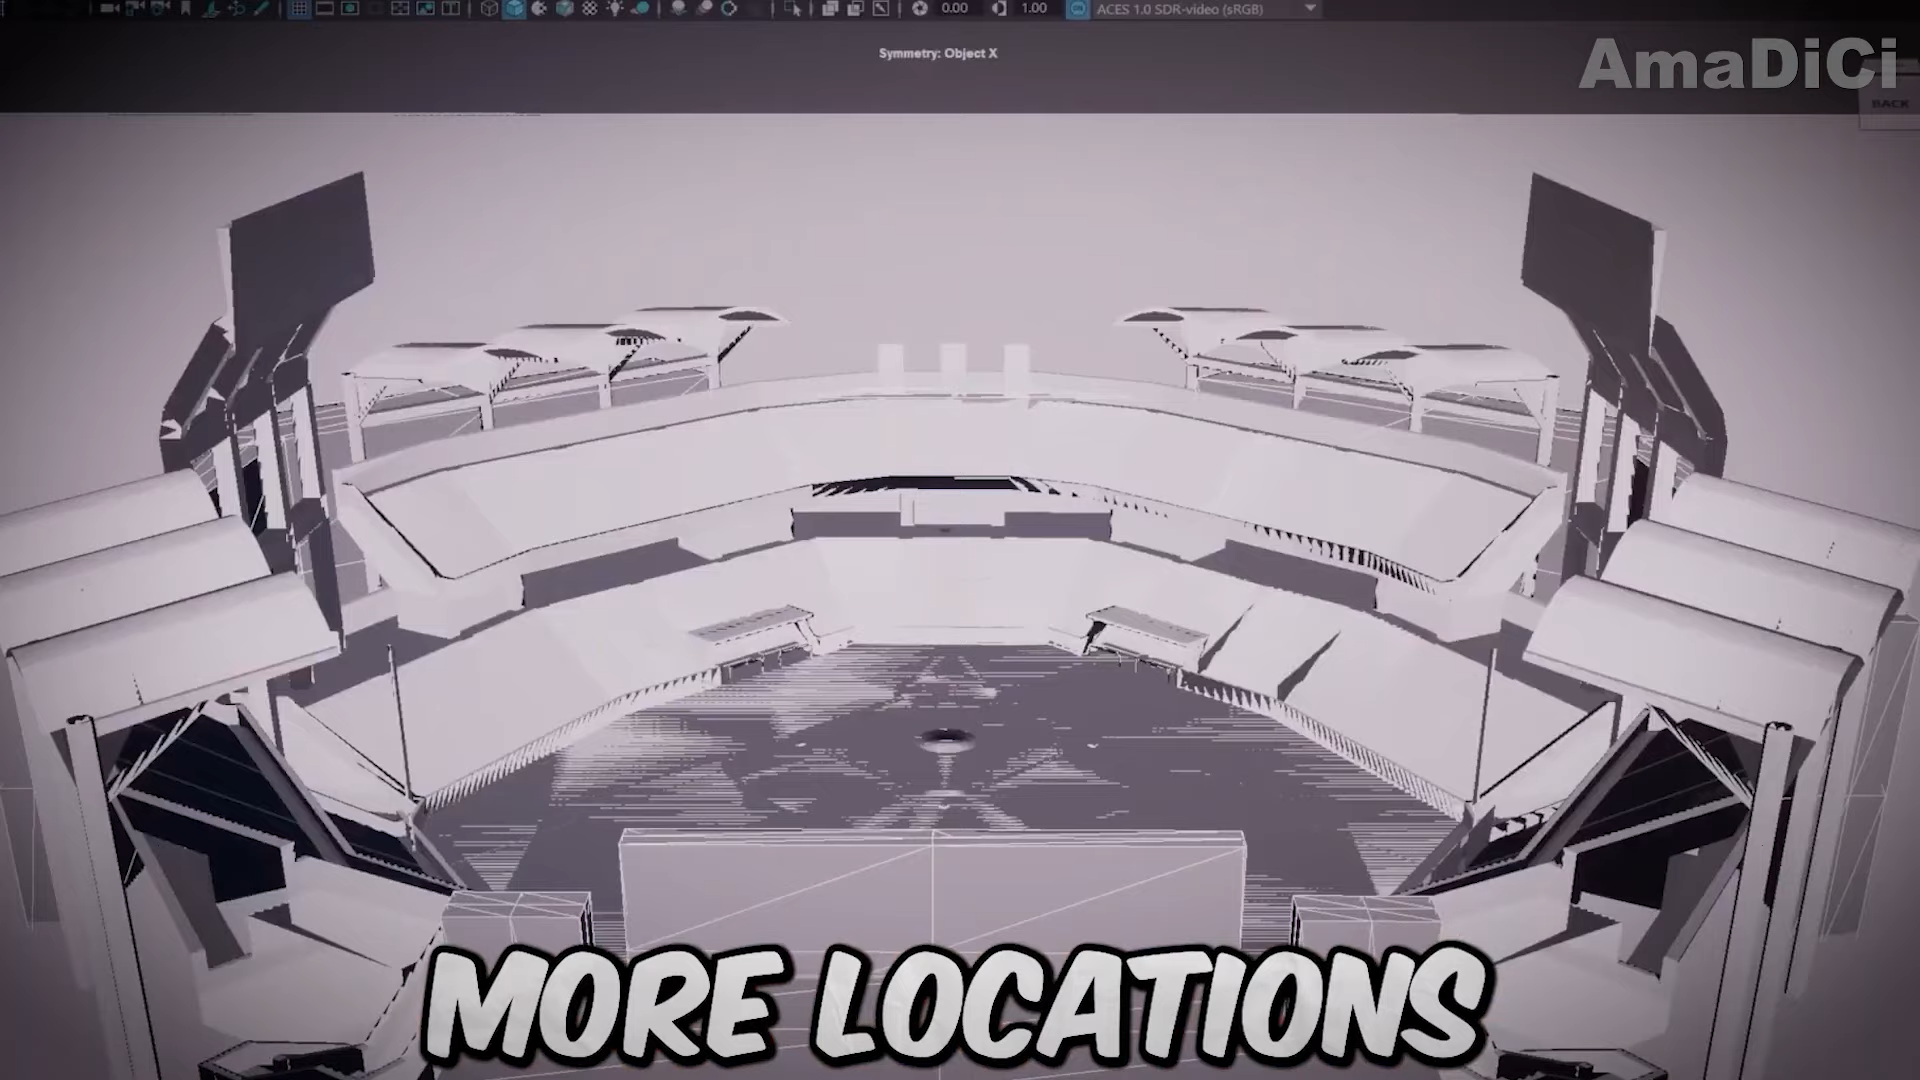 0.00 1.00 ACES 1.0 SDR-video (sRGB)
Symmetry: Object X
AmaDiCi
BACK
MORE LOCATIONS